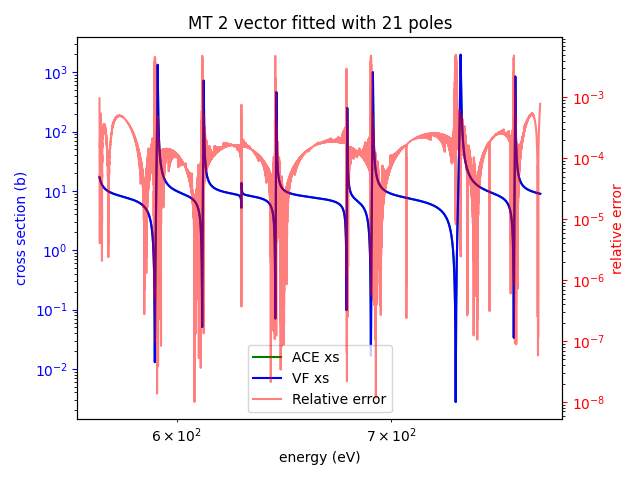 MT 2 vector fitted with 21 poles
cross section (b)
10³
10²
10¹
10⁰
10⁻¹
10⁻²
10⁻³
10⁻⁴
10⁻⁵
10⁻⁶
10⁻⁷
10⁻⁸
relative error
ACE xs
VF xs
Relative error
6 × 10²
7 × 10²
energy (eV)